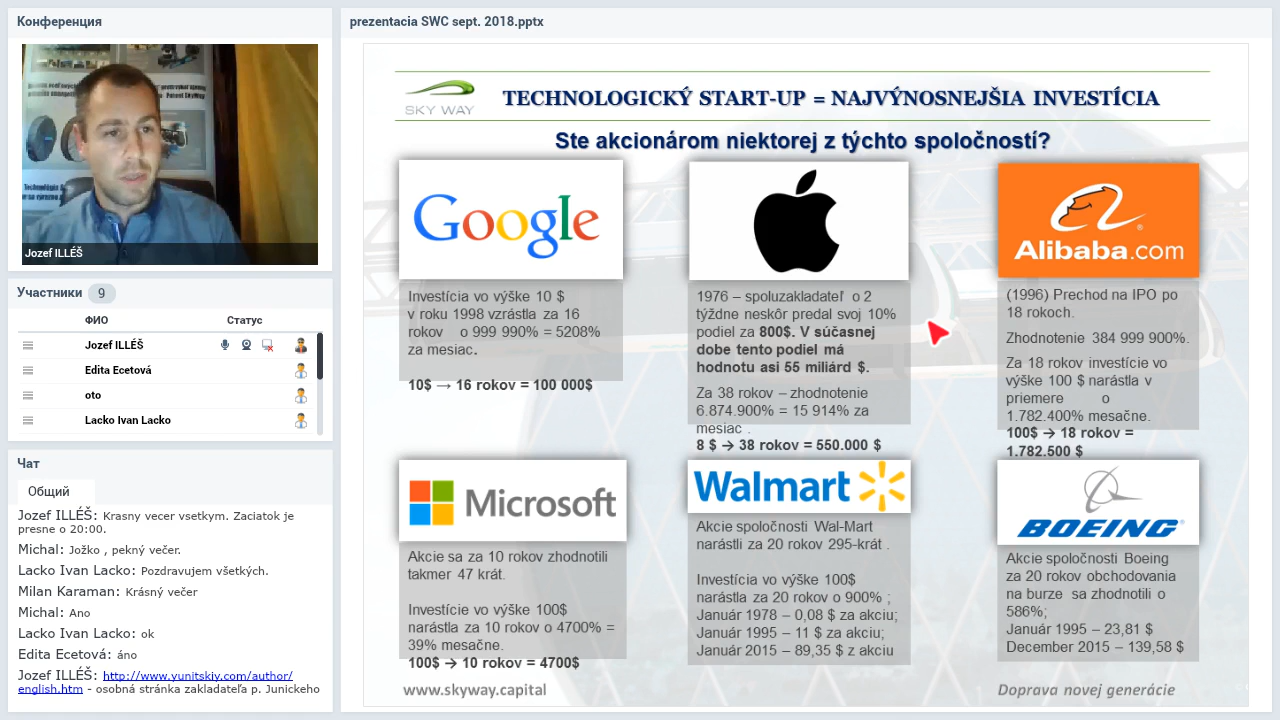 Конференция
Jozef ILLÉŠ
Участники 9
ФИО Статус
Jozef ILLÉŠ
Edita Ecetová
oto
Lacko Ivan Lacko
Чат
Общий
Jozef ILLÉŠ: Krasny vecer vsetkym. Zaciatok je
presne o 20:00.
Michal: Jožko , pekný večer.
Lacko Ivan Lacko: Pozdravujem všetkých.
Milan Karaman: Krásný večer
Michal: Ano
Lacko Ivan Lacko: ok
Edita Ecetová: áno
Jozef ILLÉŠ: http://www.yunitskiy.com/author/
english.htm - osobná stránka zakladateľa p. Junickeho
prezentacia SWC sept. 2018.pptx
SKY WAY
TECHNOLOGICKÝ START-UP = NAJVÝNOSNEJŠIA INVESTÍCIA
Ste akcionárom niektorej z týchto spoločností?
Google
Investícia vo výške 10 $
v roku 1998 vzrástla za 16
rokov o 999 990% = 5208%
za mesiac.
10$ → 16 rokov = 100 000$
1976 – spoluzakladateľ o 2
týždne neskôr predal svoj 10%
podiel za 800$. V súčasnej
dobe tento podiel má
hodnotu asi 55 miliárd $.
Za 38 rokov – zhodnotenie
6.874.900% = 15 914% za
mesiac .
8 $ → 38 rokov = 550.000 $
Alibaba.com
(1996) Prechod na IPO po
18 rokoch.
Zhodnotenie 384 999 900%.
Za 18 rokov investície vo
výške 100 $ narástla v
priemere o
1.782.400% mesačne.
100$ → 18 rokov =
1.782.500 $
Microsoft
Akcie sa za 10 rokov zhodnotili
takmer 47 krát.
Investície vo výške 100$
narástla za 10 rokov o 4700% =
39% mesačne.
100$ → 10 rokov = 4700$
Walmart
Akcie spoločnosti Wal-Mart
narástli za 20 rokov 295-krát .
Investícia vo výške 100$
narástla za 20 rokov o 900% ;
Január 1978 – 0,08 $ za akciu;
Január 1995 – 11 $ za akciu;
Január 2015 – 89,35 $ z akciu
BOEING
Akcie spoločnosti Boeing
za 20 rokov obchodovania
na burze sa zhodnotili o
586%;
Január 1995 – 23,81 $
December 2015 – 139,58 $
www.skyway.capital
Doprava novej generácie